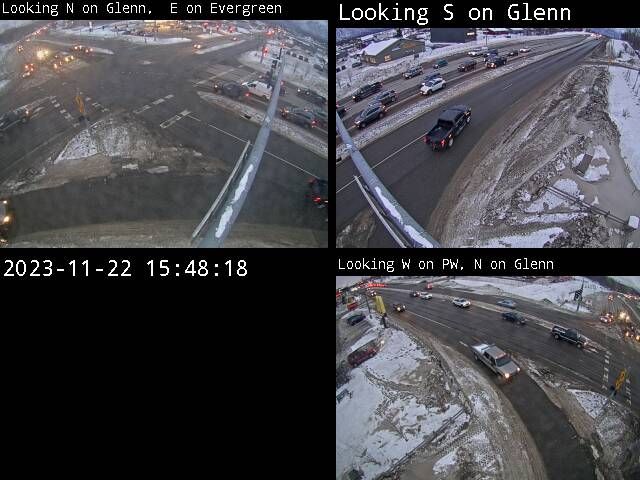 Looking N on Glenn,  E on Evergreen
Looking S on Glenn
2023-11-22 15:48:18
Looking W on PW, N on Glenn